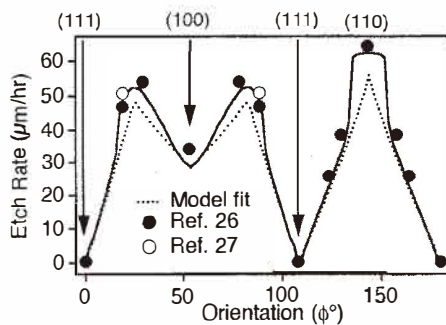 (111) (100) (111) (110)
Etch Rate (µm/hr)
60
50
40
30
20
10
0
Model fit
Ref. 26
Ref. 27
0 50 100 150
Orientation (ϕ°)